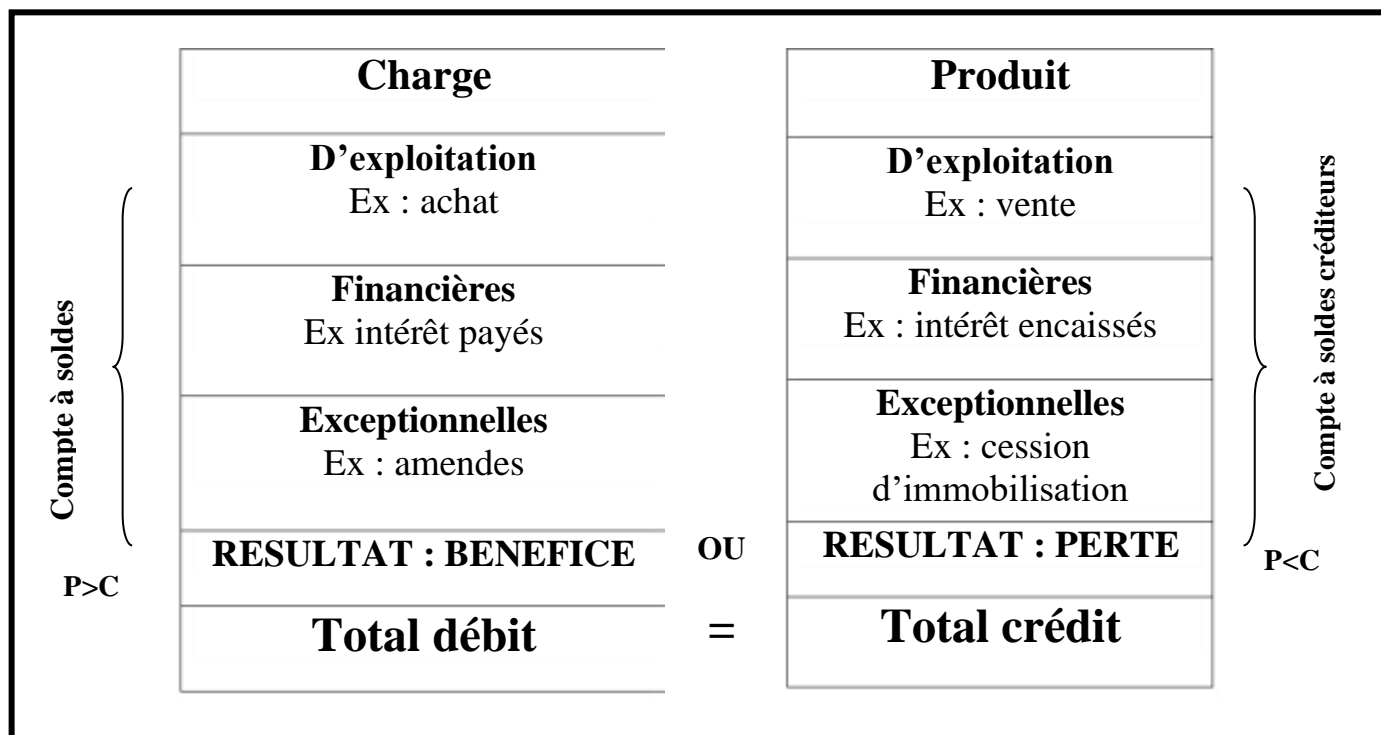 Charge
D'exploitation
Ex : achat
Financières
Ex intérêt payés
Exceptionnelles
Ex : amendes
RESULTAT : BENEFICE
Total débit
Compte à soldes
P>C
OU
=
Produit
D'exploitation
Ex : vente
Financières
Ex : intérêt encaissés
Exceptionnelles
Ex : cession
d'immobilisation
RESULTAT : PERTE
Total crédit
Compte à soldes créditeurs
P<C